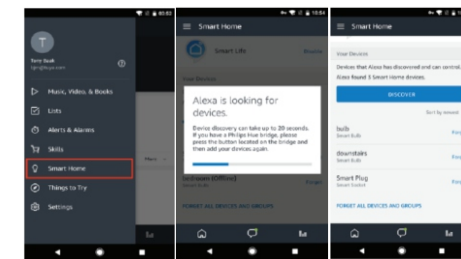 T
Music, Video, & Books
Lists
Alerts & Alarms
Skills
Smart Home
Things to Try
Settings
Smart Home
Smart Life
Your Devices
Alexa is looking for
devices.
Device discovery can take up to 20 seconds.
If you have a Philips Hue bridge, please
press the button located on the bridge and
then add your devices again.
FORGET ALL DEVICES AND GROUPS
Smart Home
Your Devices
Devices that Alexa has discovered and can control.
Alexa found 3 Smart Home devices.
DISCOVER
bulb
Smart Bulb
downstairs
Smart Bulb
Smart Plug
Smart Socket
FORGET ALL DEVICES AND GROUPS